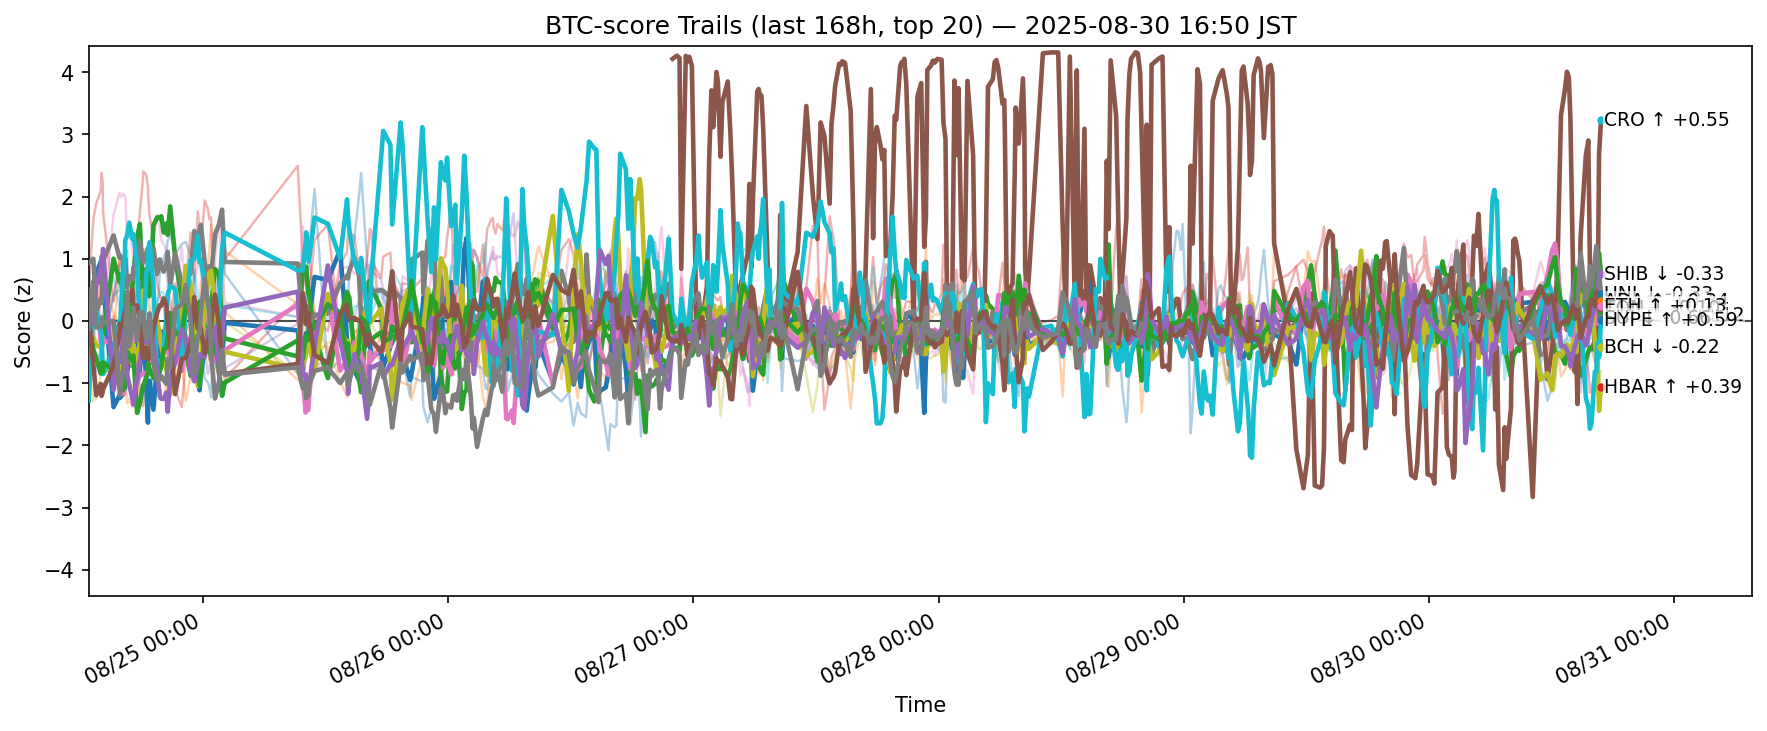 BTC-score Trails (last 168h, top 20) — 2025-08-30 16:50 JST
Score (z)
4
3
2
1
0
−1
−2
−3
−4
CRO ↑ +0.55
SHIB ↓ -0.33
ETH ↑
HYPE ↑ +0.59
BCH ↓ -0.22
HBAR ↑ +0.39
08/25 00:00
08/26 00:00
08/27 00:00
08/28 00:00
08/29 00:00
08/30 00:00
08/31 00:00
Time